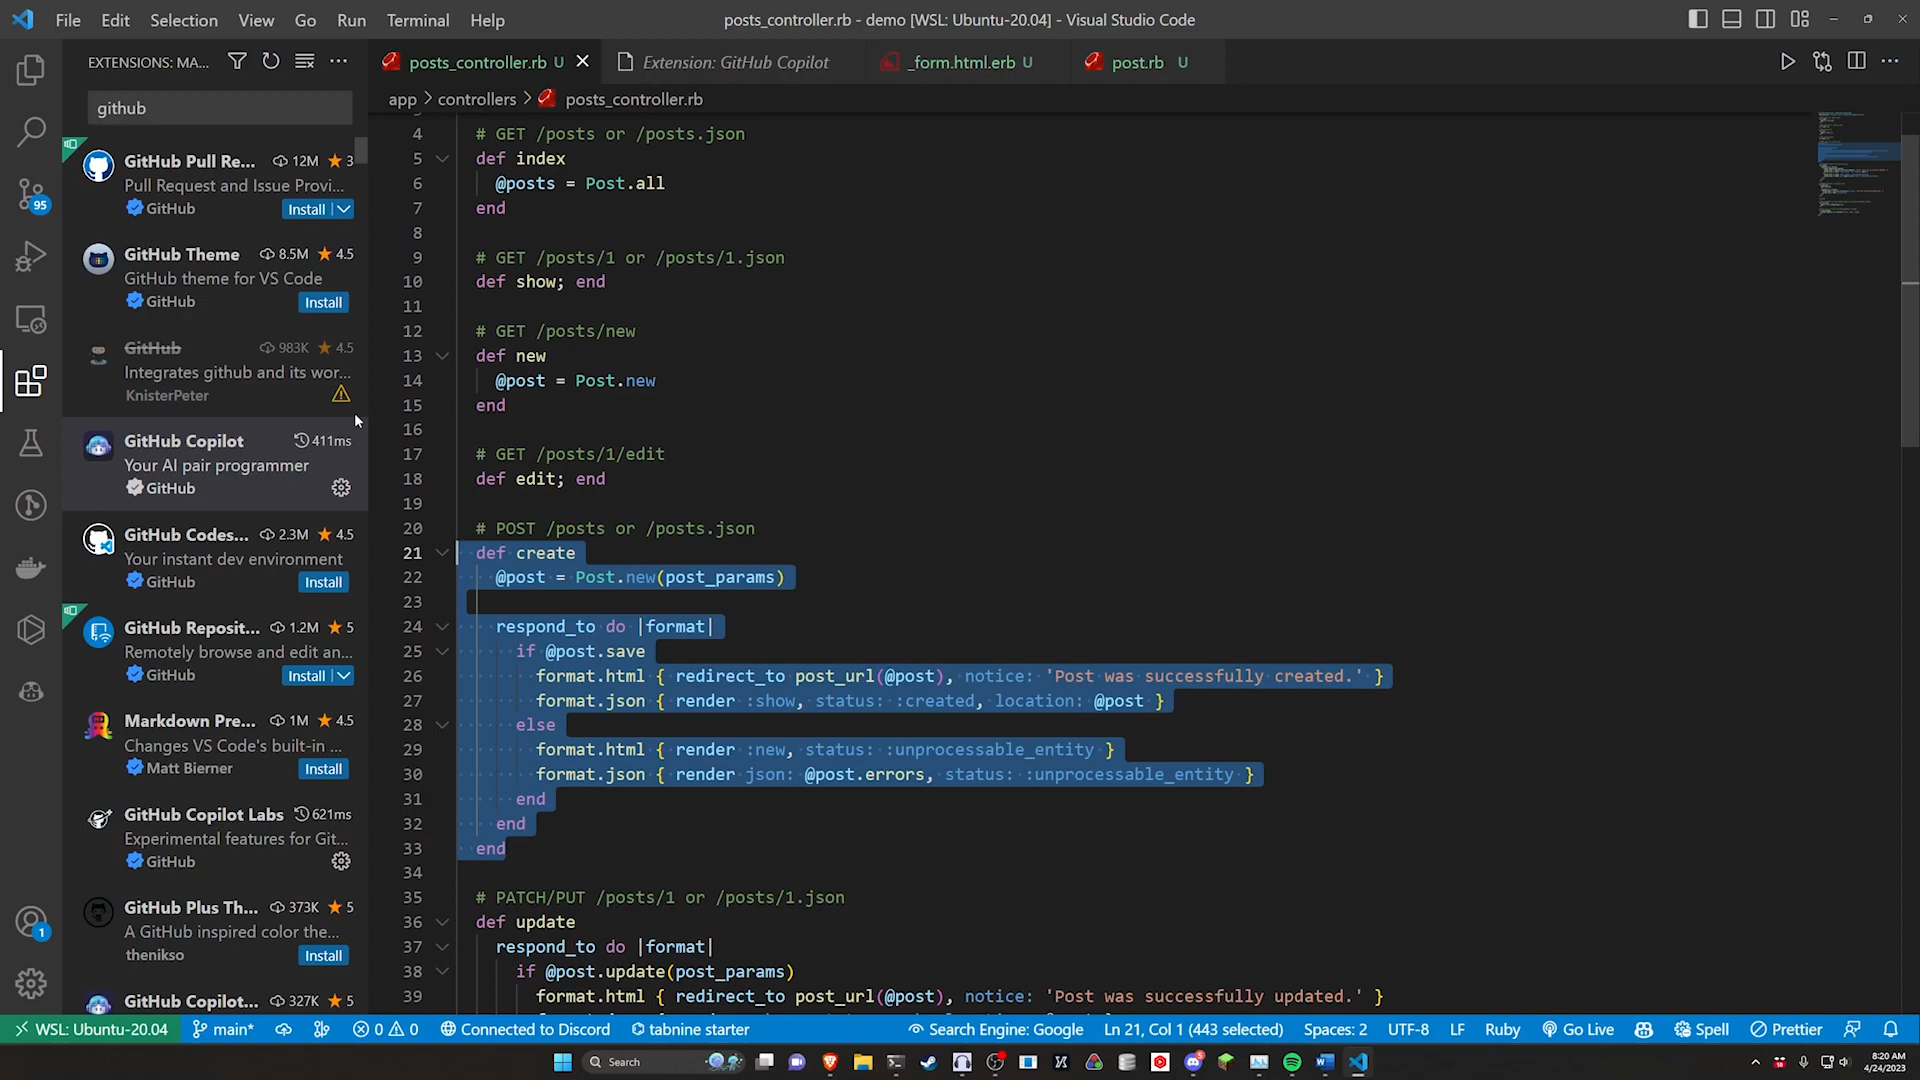 File Edit Selection View Go Run Terminal Help
posts_controller.rb - demo [WSL: Ubuntu-20.04] - Visual Studio Code
EXTENSIONS: MA...
posts_controller.rb U
Extension: GitHub Copilot
_form.html.erb U
post.rb U
github
app > controllers > posts_controller.rb
GitHub Pull Re... 12M 3
Pull Request and Issue Provi...
GitHub Install
GitHub Theme 8.5M 4.5
GitHub theme for VS Code
GitHub Install
GitHub 983K 4.5
Integrates github and its wor...
KnisterPeter
GitHub Copilot 411ms
Your AI pair programmer
GitHub
GitHub Codes... 2.3M 4.5
Your instant dev environment
GitHub Install
GitHub Reposit... 1.2M 5
Remotely browse and edit an...
GitHub Install
Markdown Pre... 1M 4.5
Changes VS Code's built-in ...
Matt Bierner Install
GitHub Copilot Labs 621ms
Experimental features for Git...
GitHub
GitHub Plus Th... 373K 5
A GitHub inspired color the...
thenikso Install
GitHub Copilot... 327K 5
95
1
4 # GET /posts or /posts.json
5 def index
6 @posts = Post.all
7 end
8
9 # GET /posts/1 or /posts/1.json
10 def show; end
11
12 # GET /posts/new
13 def new
14 @post = Post.new
15 end
16
17 # GET /posts/1/edit
18 def edit; end
19
20 # POST /posts or /posts.json
21 def create
22 @post = Post.new(post_params)
23
24 respond_to do |format|
25 if @post.save
26 format.html { redirect_to post_url(@post), notice: 'Post was successfully created.' }
27 format.json { render :show, status: :created, location: @post }
28 else
29 format.html { render :new, status: :unprocessable_entity }
30 format.json { render json: @post.errors, status: :unprocessable_entity }
31 end
32 end
33 end
34
35 # PATCH/PUT /posts/1 or /posts/1.json
36 def update
37 respond_to do |format|
38 if @post.update(post_params)
39 format.html { redirect_to post_url(@post), notice: 'Post was successfully updated.' }
WSL: Ubuntu-20.04 main* 0 0 Connected to Discord tabnine starter Search Engine: Google Ln 21, Col 1 (443 selected) Spaces: 2 UTF-8 LF Ruby Go Live Spell Prettier
Search
8:20 AM
4/24/2023